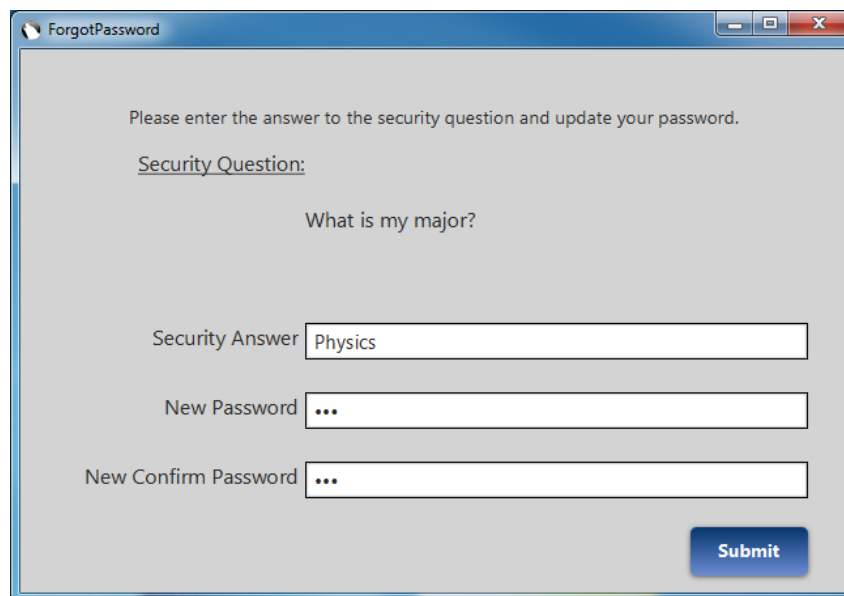 ForgotPassword
Please enter the answer to the security question and update your password.
Security Question:
What is my major?
Security Answer Physics
New Password •••
New Confirm Password •••
Submit